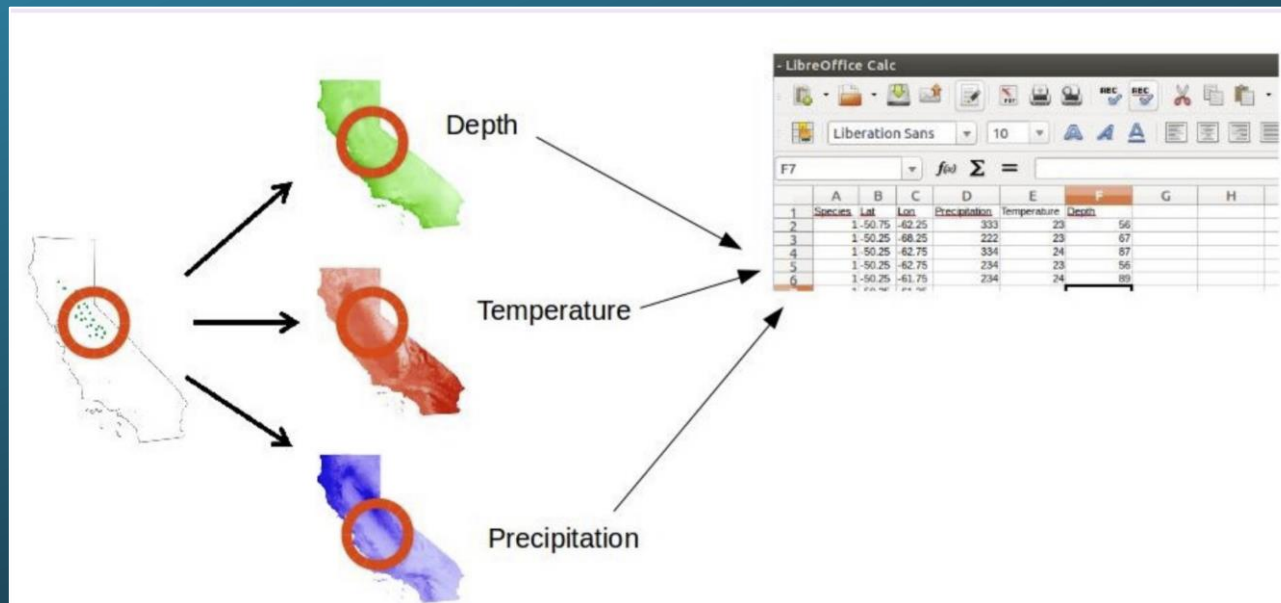 Depth
Temperature
Precipitation
- LibreOffice Calc
PDF
ABC ABC
Liberation Sans 10 A A A
F7 f(x) Σ =
A B C D E F G H
1 Species Lat Lon Precipitation Temperature Depth
2 1 -50.75 -62.25 333 23 56
3 1 -50.25 -68.25 222 23 67
4 1 -50.25 -62.75 334 24 87
5 1 -50.25 -62.75 234 23 56
6 1 -50.25 -61.75 234 24 89